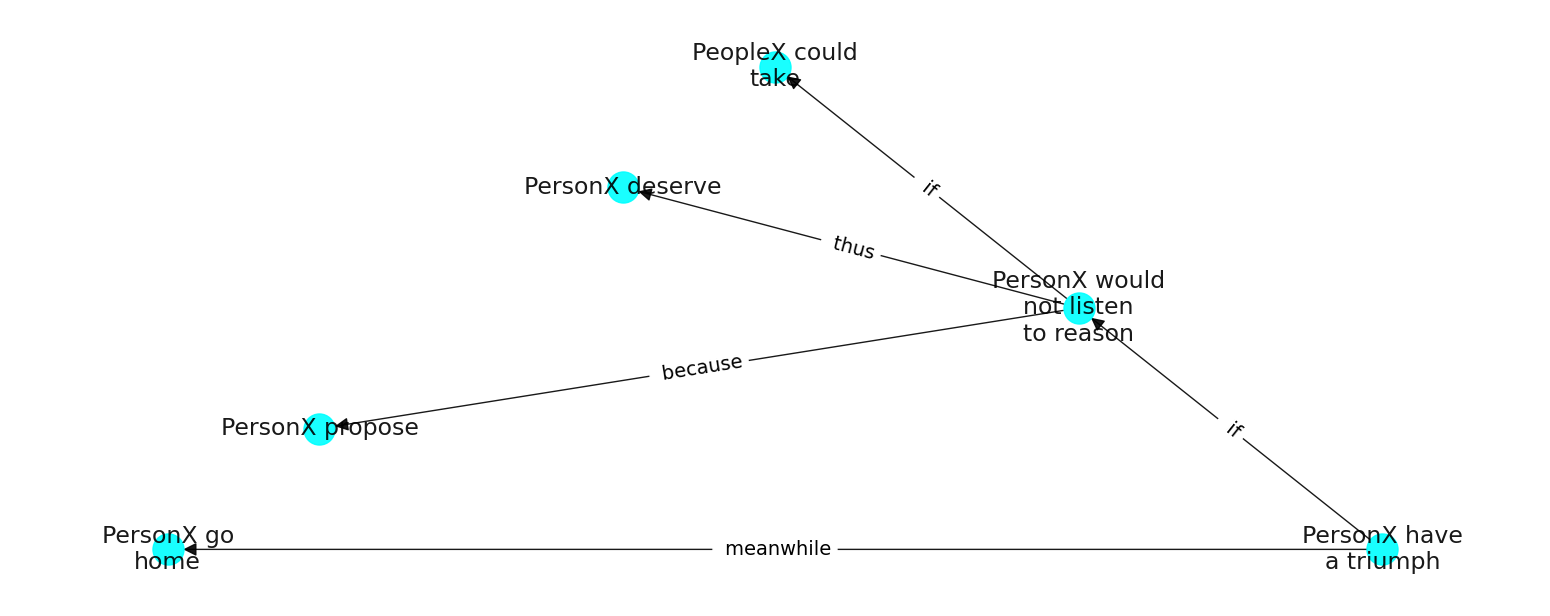 PeopleX could
take
if
PersonX deserve
thus
PersonX would
not listen
to reason
because
PersonX propose
if
PersonX go
home
meanwhile
PersonX have
a triumph